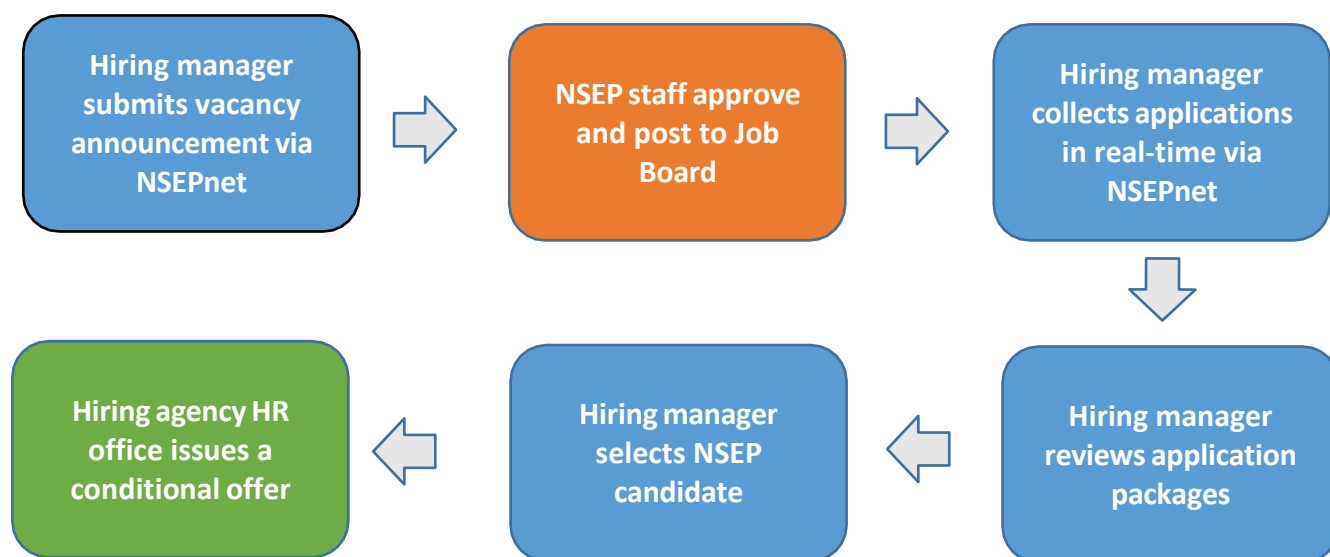 Hiring manager
submits vacancy
announcement via
NSEPnet
NSEP staff approve
and post to Job
Board
Hiring manager
collects applications
in real-time via
NSEPnet
Hiring manager
reviews application
packages
Hiring manager
selects NSEP
candidate
Hiring agency HR
office issues a
conditional offer